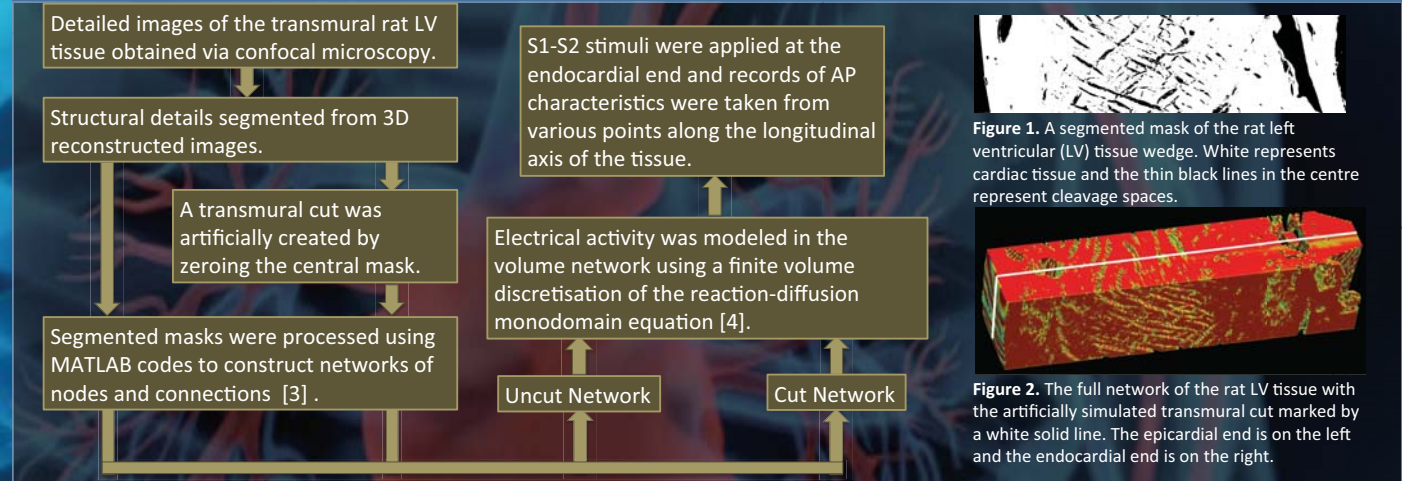 Detailed images of the transmural rat LV
tissue obtained via confocal microscopy.
Structural details segmented from 3D
reconstructed images.
A transmural cut was
artificially created by
zeroing the central mask.
Segmented masks were processed using
MATLAB codes to construct networks of
nodes and connections [3] .
Uncut Network
Cut Network
Electrical activity was modeled in the
volume network using a finite volume
discretisation of the reaction-diffusion
monodomain equation [4].
S1-S2 stimuli were applied at the
endocardial end and records of AP
characteristics were taken from
various points along the longitudinal
axis of the tissue.
Figure 1. A segmented mask of the rat left
ventricular (LV) tissue wedge. White represents
cardiac tissue and the thin black lines in the centre
represent cleavage spaces.
Figure 2. The full network of the rat LV tissue with
the artificially simulated transmural cut marked by
a white solid line. The epicardial end is on the left
and the endocardial end is on the right.